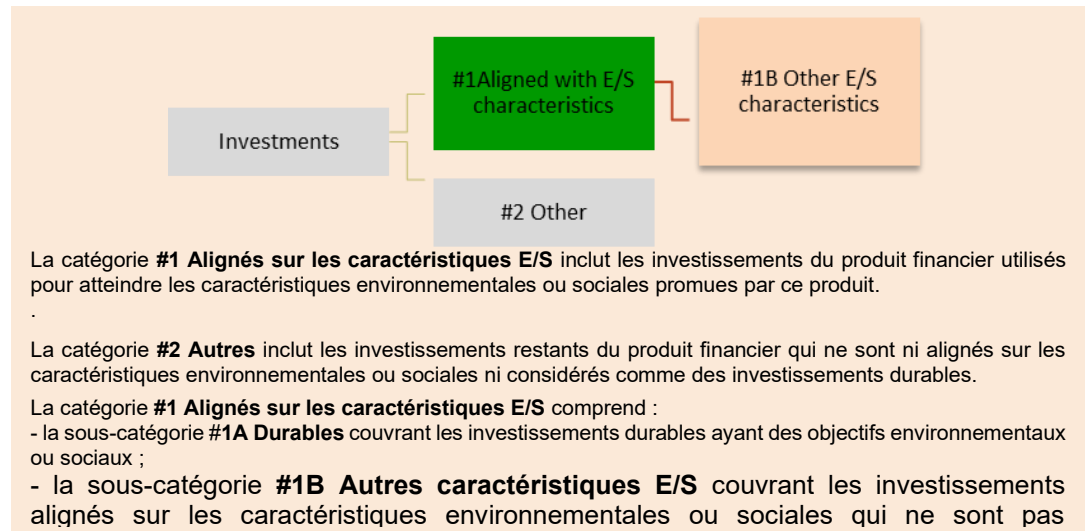 #1Aligned with E/S
characteristics
#1B Other E/S
characteristics
Investments
#2 Other
La catégorie #1 Alignés sur les caractéristiques E/S inclut les investissements du produit financier utilisés
pour atteindre les caractéristiques environnementales ou sociales promues par ce produit.
.
La catégorie #2 Autres inclut les investissements restants du produit financier qui ne sont ni alignés sur les
caractéristiques environnementales ou sociales ni considérés comme des investissements durables.
La catégorie #1 Alignés sur les caractéristiques E/S comprend :
- la sous-catégorie #1A Durables couvrant les investissements durables ayant des objectifs environnementaux
ou sociaux ;
- la sous-catégorie #1B Autres caractéristiques E/S couvrant les investissements
alignés sur les caractéristiques environnementales ou sociales qui ne sont pas